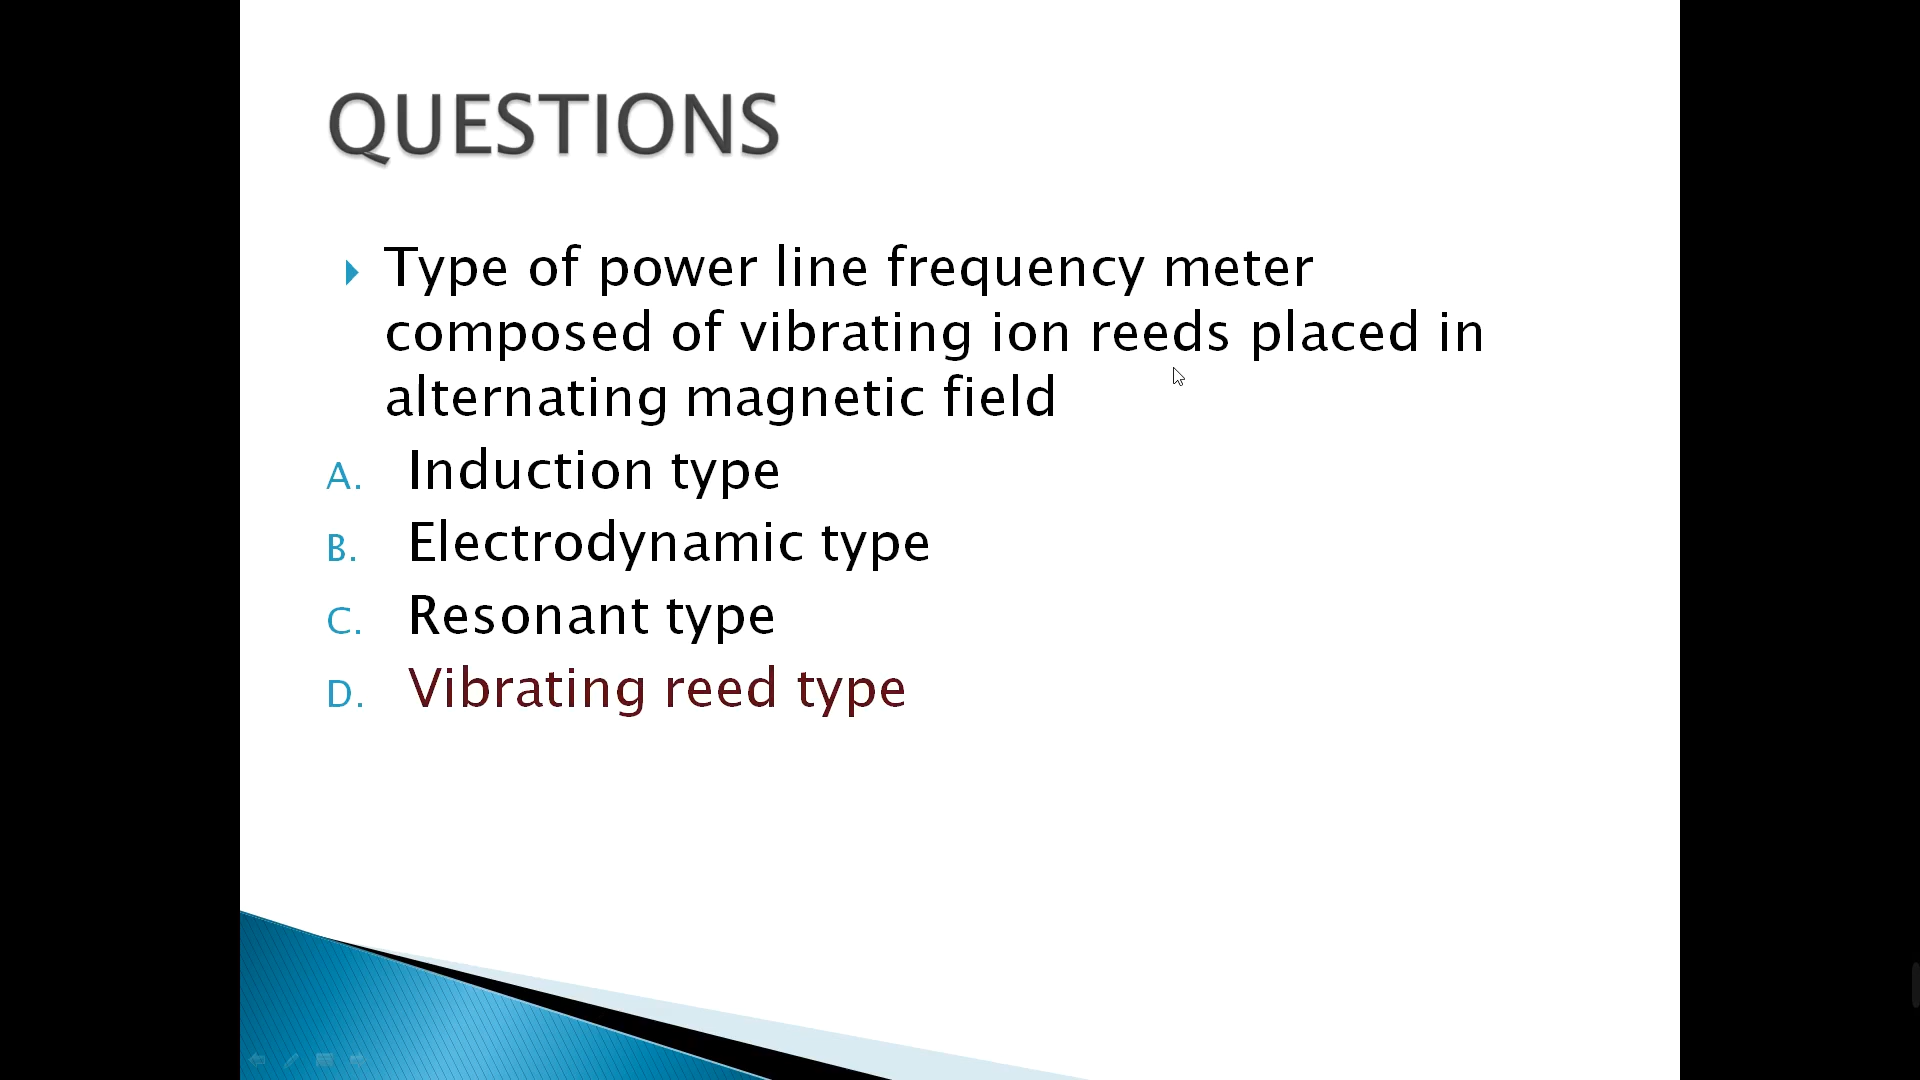 QUESTIONS
Type of power line frequency meter
composed of vibrating ion reeds placed in
alternating magnetic field
A. Induction type
B. Electrodynamic type
C. Resonant type
D. Vibrating reed type